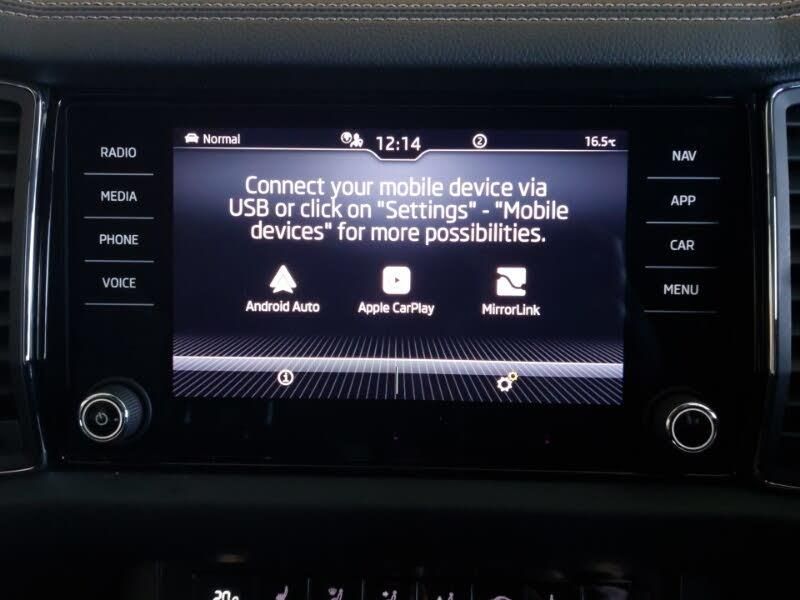 Normal
12:14
2
16.5°C
RADIO
MEDIA
PHONE
VOICE
Connect your mobile device via
USB or click on "Settings" - "Mobile
devices" for more possibilities.
Android Auto
Apple CarPlay
MirrorLink
NAV
APP
CAR
MENU